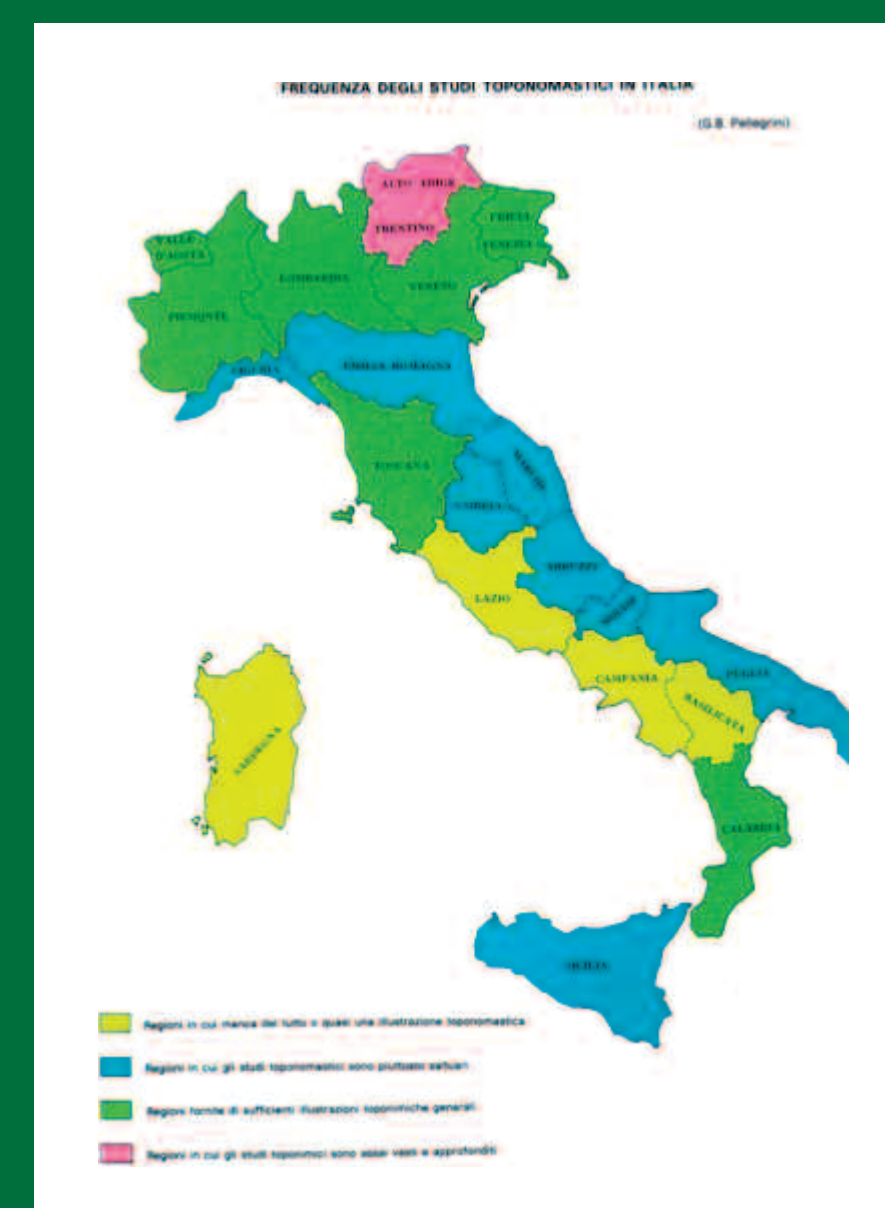 FREQUENZA DEGLI STUDI TOPONOMASTICI IN ITALIA
(G.B. Pellegrini)
ALTO ADIGE
TRENTINO
FRIULI
VENEZIA
VALLE
D'AOSTA
LOMBARDIA
VENETO
PIEMONTE
LIGURIA
EMILIA-ROMAGNA
TOSCANA
MARCHE
UMBRIA
ABRUZZI
LAZIO
MOLISE
CAMPANIA
PUGLIA
BASILICATA
SARDEGNA
CALABRIA
SICILIA
Regioni in cui manca del tutto o quasi una illustrazione toponomastica
Regioni in cui gli studi toponomastici sono piuttosto saltuari
Regioni fornite di sufficienti illustrazioni toponimiche generali
Regioni in cui gli studi toponimici sono assai vasti e approfonditi